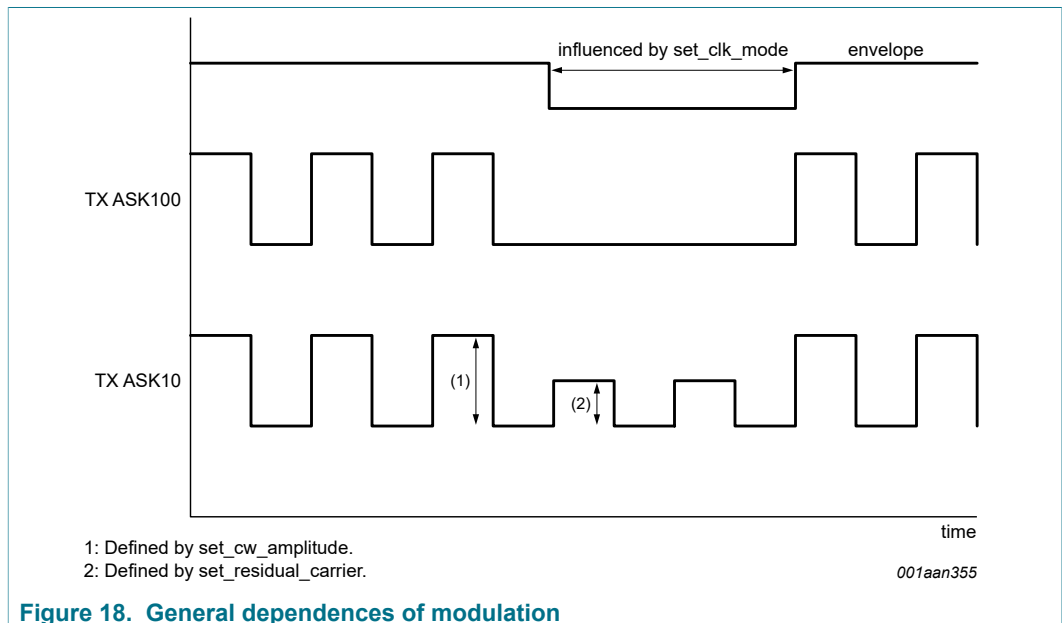 influenced by set_clk_mode
envelope
TX ASK100
TX ASK10
(1)
(2)
time
1: Defined by set_cw_amplitude.
2: Defined by set_residual_carrier.
001aan355
Figure 18. General dependences of modulation